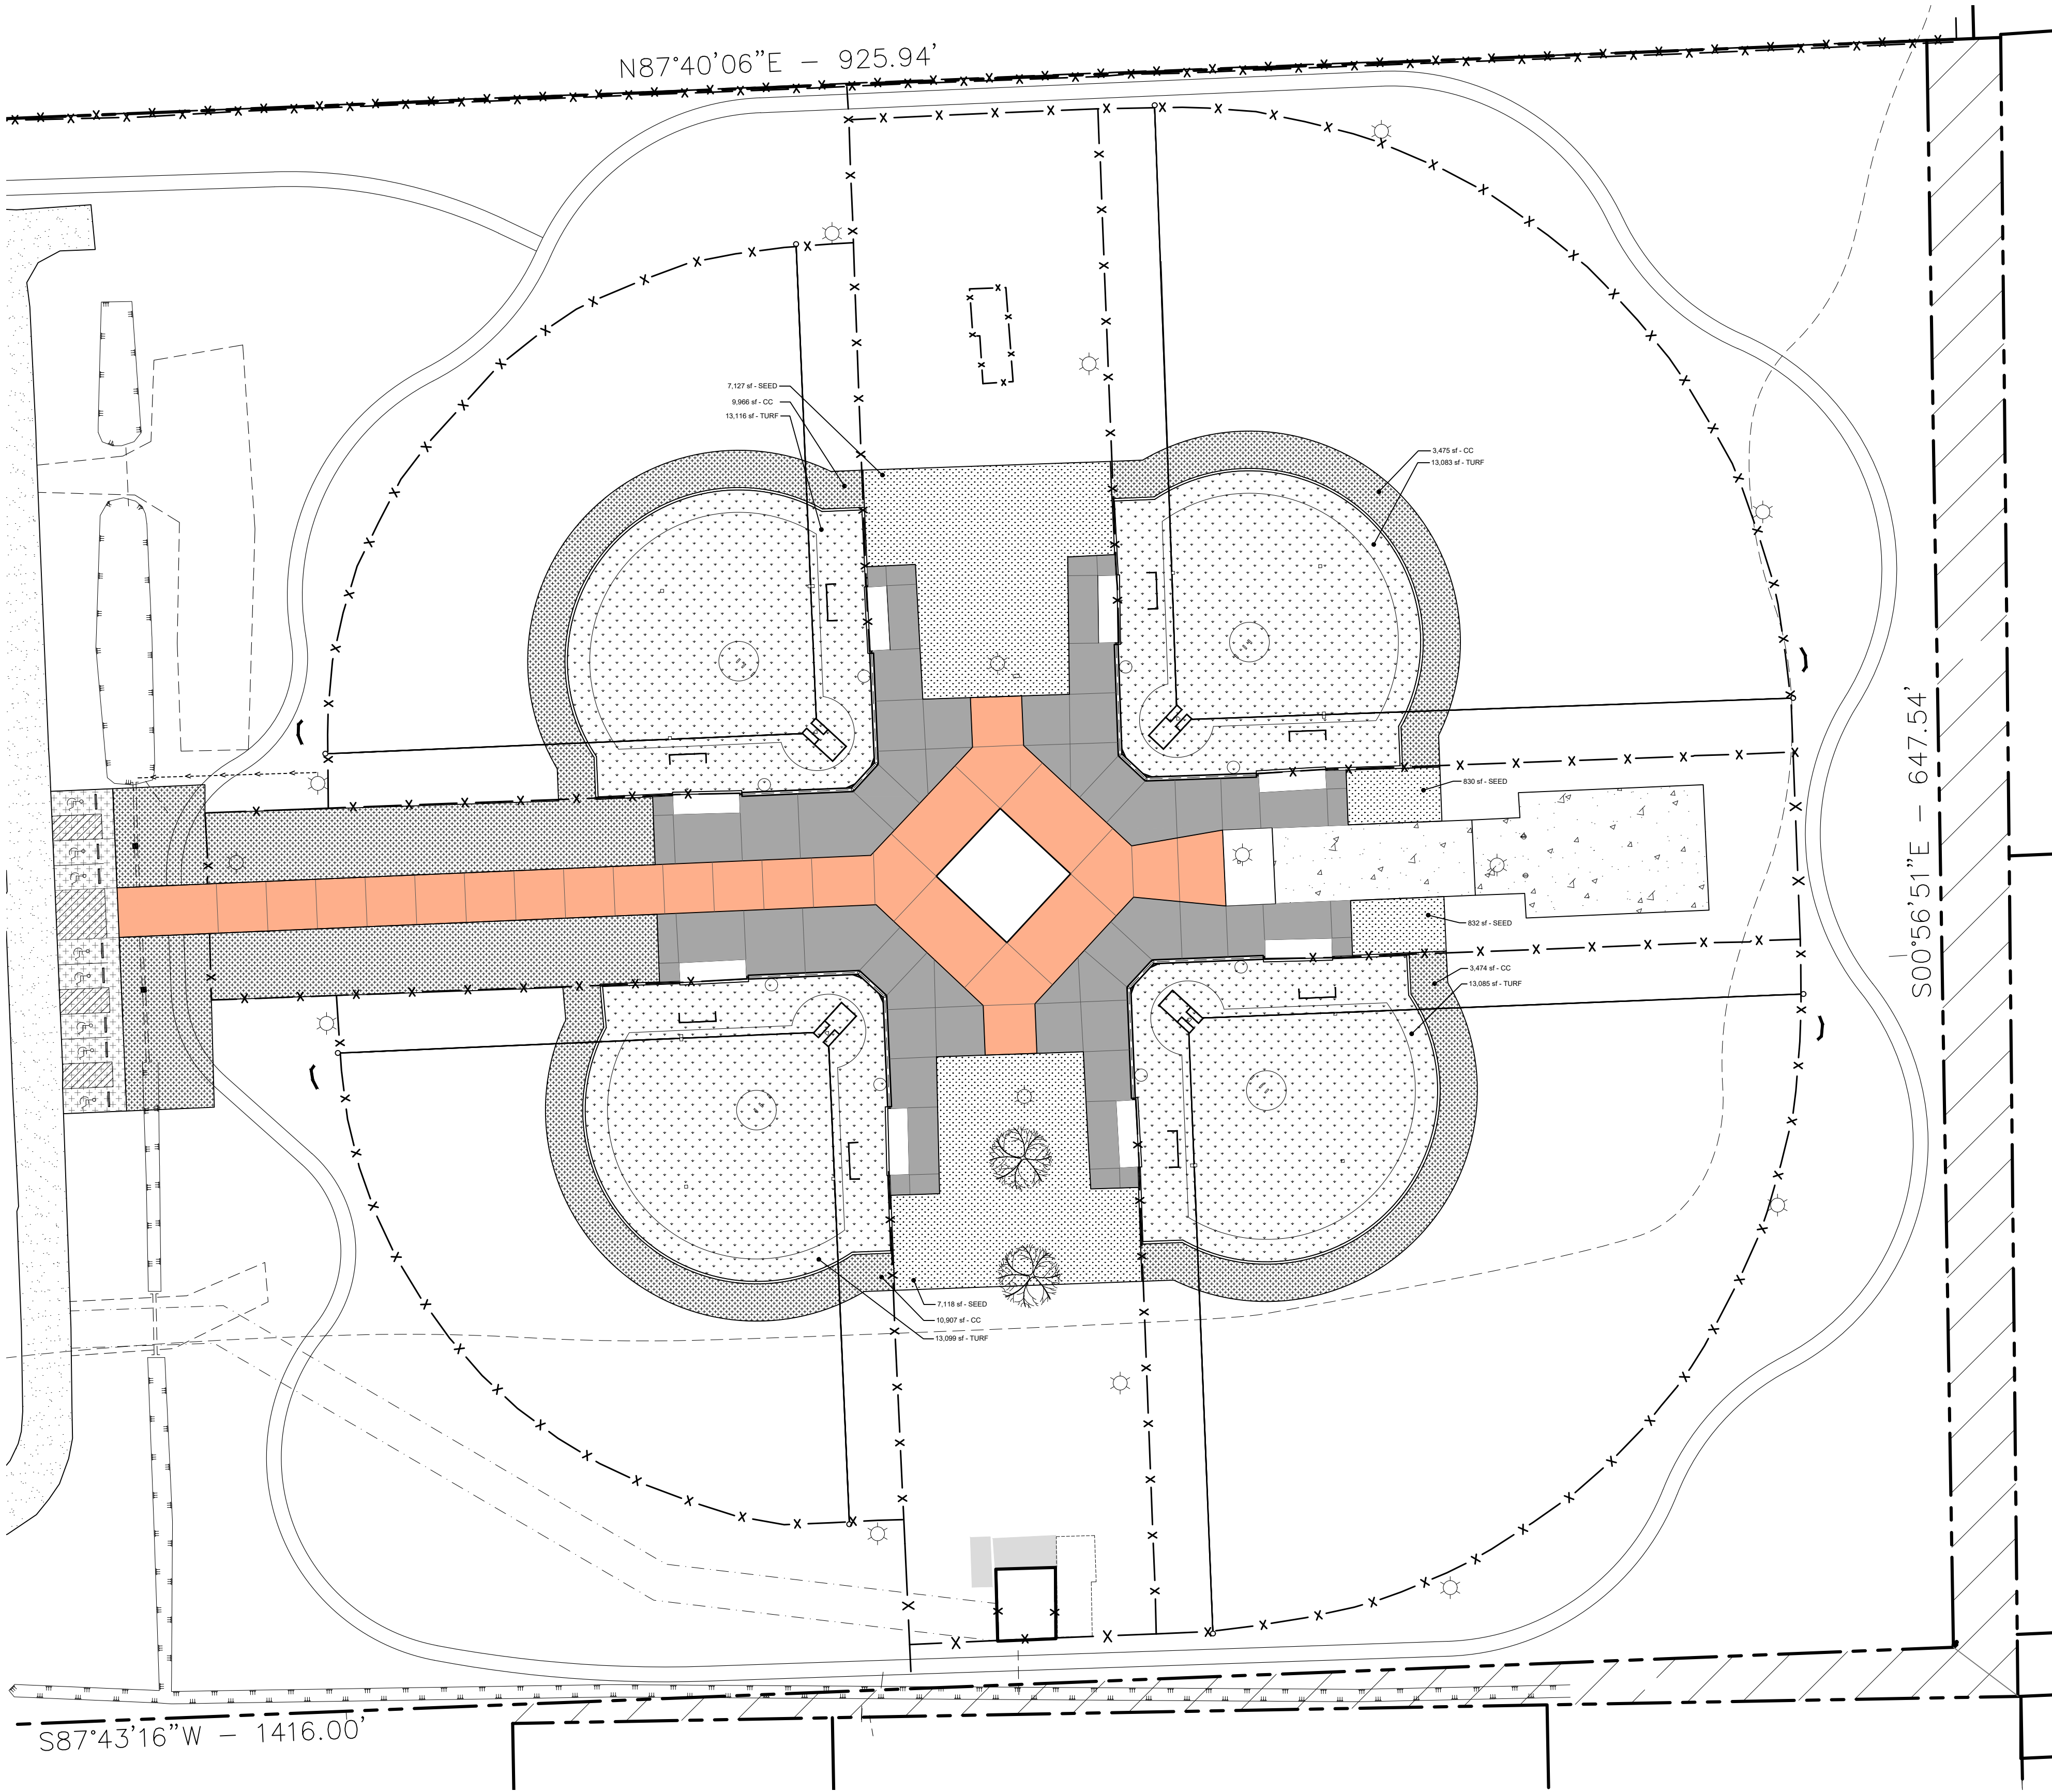 N87°40'06"E – 925.94'
7,127 sf - SEED
9,966 sf - CC
13,116 sf - TURF
3,475 sf - CC
13,083 sf - TURF
830 sf - SEED
S00°56'51"E – 647.54'
832 sf - SEED
3,474 sf - CC
13,085 sf - TURF
7,118 sf - SEED
10,907 sf - CC
13,099 sf - TURF
S87°43'16"W – 1416.00'